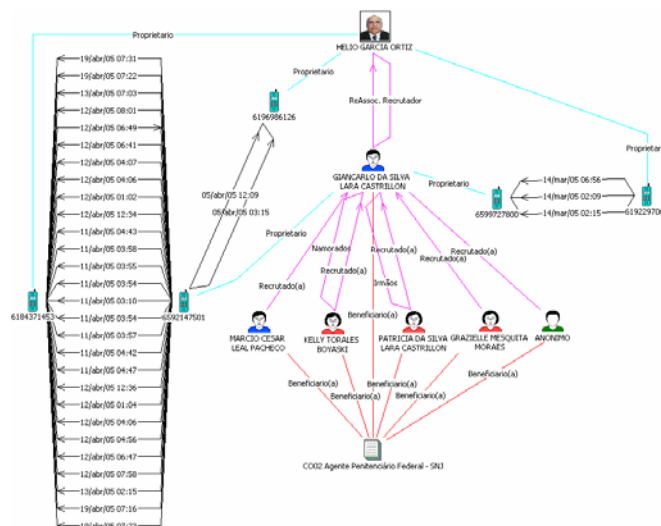 Proprietario
HELIO GARCIA ORTIZ
Proprietario
ReAssoc. Recrutador
Proprietar
19/abr/05 07:31
19/abr/05 07:22
13/abr/05 07:03
12/abr/05 08:01
12/abr/05 06:49
12/abr/05 06:41
12/abr/05 04:07
12/abr/05 04:06
12/abr/05 01:02
12/abr/05 12:34
11/abr/05 04:43
11/abr/05 03:58
11/abr/05 03:55
11/abr/05 03:54
11/abr/05 03:10
11/abr/05 03:54
11/abr/05 03:57
11/abr/05 04:42
11/abr/05 04:47
12/abr/05 12:36
12/abr/05 01:04
12/abr/05 04:06
12/abr/05 04:56
12/abr/05 06:47
12/abr/05 07:58
13/abr/05 02:15
19/abr/05 07:16
6184371453
6592147501
6196986126
05/abr/05 12:09
05/abr/05 03:15
GIANCARLO DA SILVA
LARA CASTRILLON
Proprietario
Proprietario
6599727800
14/mar/05 06:56
14/mar/05 02:09
14/mar/05 02:15
Namorados
Recrutado(a)
Recrutado(a)
Recrutado(a)
Irmãos
Recrutado(a)
Recrutado(a)
Beneficiario(a)
MARCIO CESAR
LEAL PACHECO
KELLY TORALES
BOYASKI
PATRICIA DA SILVA
LARA CASTRILLON
GRAZIELLE MESQUITA
MORAES
ANONIMO
Beneficiario(a)
Beneficiario(a)
Beneficiario(a)
Beneficiario(a)
Beneficiario(a)
CO02 Agente Penitenciário Federal - SNJ